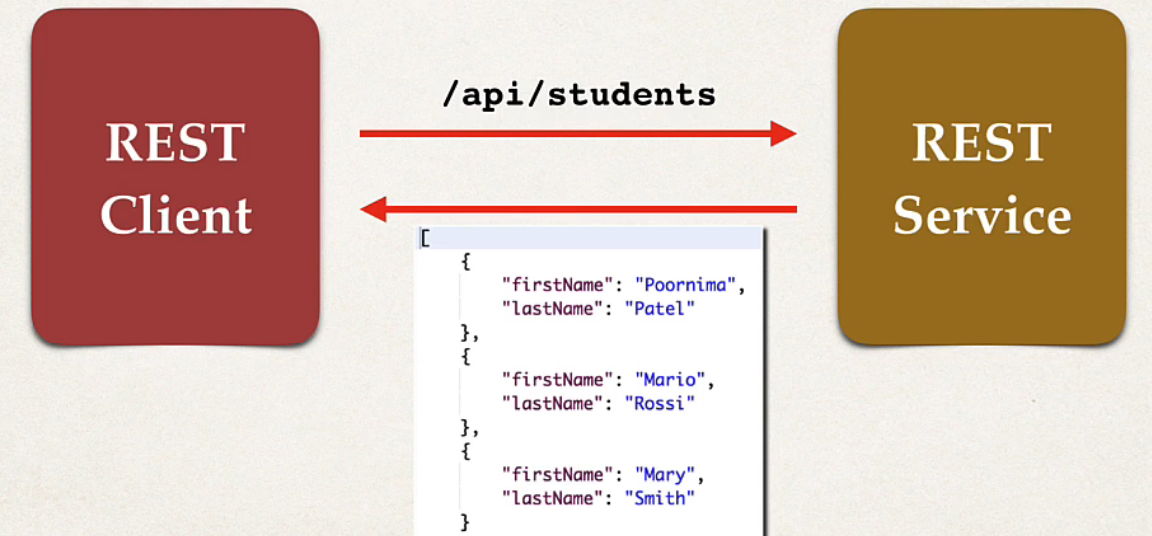 REST
Client
/api/students
REST
Service
[
{
"firstName": "Poornima",
"lastName": "Patel"
},
{
"firstName": "Mario",
"lastName": "Rossi"
},
{
"firstName": "Mary",
"lastName": "Smith"
}